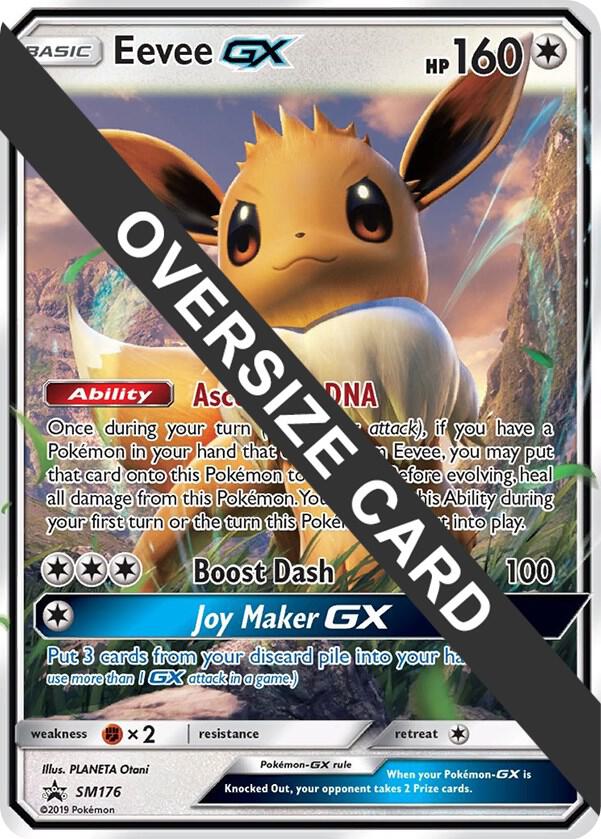 BASIC Eevee GX HP 160
OVERSIZE CARD
Ability Asc DNA
Once during your turn attack), if you have a
Pokémon in your hand that Eevee, you may put
that card onto this Pokémon to before evolving, heal
all damage from this Pokémon. You his Ability during
your first turn or the turn this Poké t into play.
Boost Dash 100
Joy Maker GX
Put 3 cards from your discard pile into your ha
use more than 1 GX attack in a game.)
weakness ×2 resistance retreat
Illus. PLANETA Otani
SM176
©2019 Pokémon
Pokémon-GX rule
When your Pokémon-GX is
Knocked Out, your opponent takes 2 Prize cards.